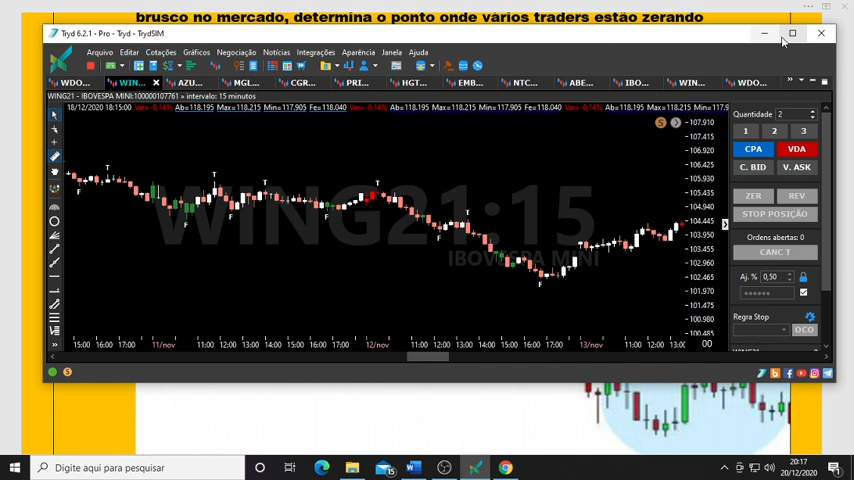 brusco no mercado, determina o ponto onde vários traders estão zerando
Tryd 6.2.1 - Pro - Tryd - TrydSIM
Arquivo Editar Cotações Gráficos Negociação Notícias Integrações Aparência Janela Ajuda
WDO... WIN... AZU... MGL... CGR... PRI... HGT... EMB... NTC... ABE... IBO... WIN... WDO...
WING21 - IBOVESPA MINI:100000107761 » intervalo: 15 minutos
18/12/2020 18:15:00 Var=-0,14% Ab=118.195 Max=118.215 Min=117.905 Fe=118.040 Var=-0,14% Ab=118.195 Max=118.215 Min=117.905 Fe=118.040 Var=-0,14% Ab=118.195 Max=118.215 Min=117.9
Quantidade 2
1 2 3
CPA VDA
C. BID V. ASK
ZER REV
STOP POSIÇÃO
Ordens abertas: 0
CANC T
Aj. % 0,50
Regra Stop
OCO
WING21:15
IBOVESPA MINI
T
F
T
F
F
T
F
T
F
T
F
F
107.910
107.415
106.920
106.425
105.930
105.435
104.940
104.445
103.950
103.455
102.960
102.465
101.970
101.475
100.980
100.485
15:00 16:00 17:00 11/nov 11:00 12:00 13:00 14:00 15:00 16:00 17:00 12/nov 11:00 12:00 13:00 14:00 15:00 16:00 17:00 13/nov 11:00 12:00 13:00 00
Digite aqui para pesquisar
15
20:17
20/12/2020
1